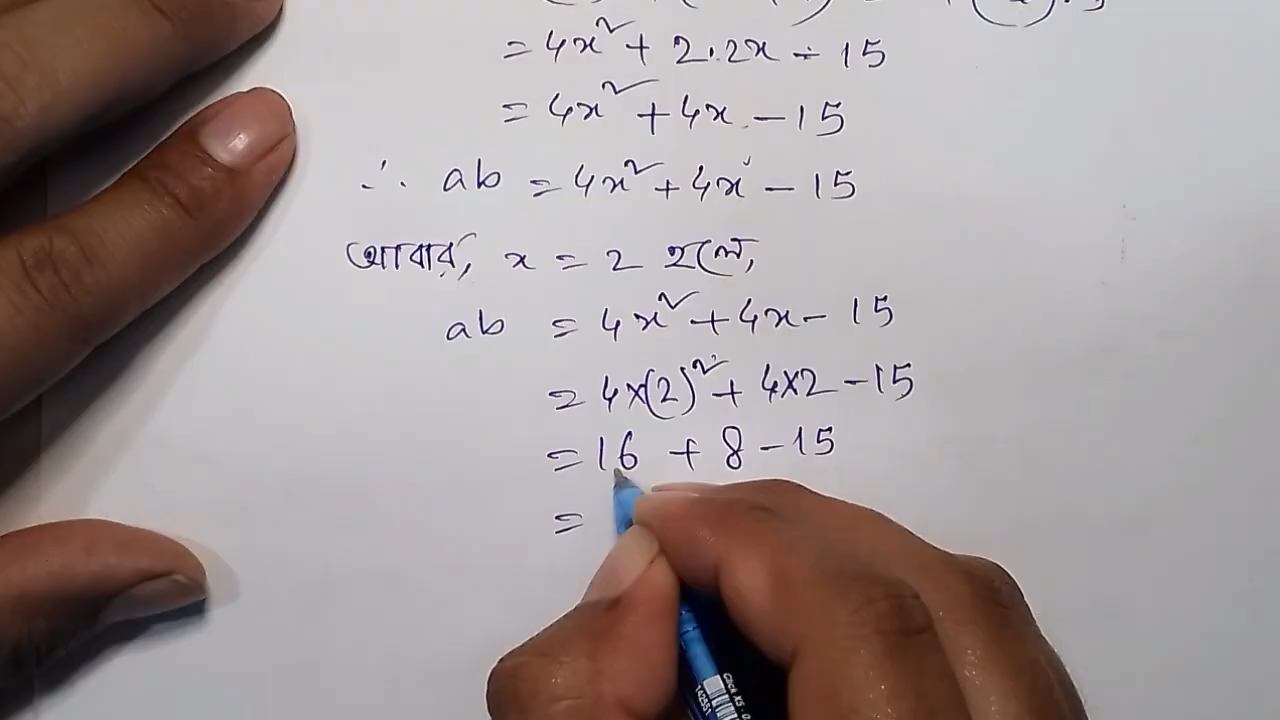 = 4x² + 2.2x - 15
= 4x² + 4x - 15
∴ ab = 4x² + 4x - 15
আবার, x = 2 হলে,
ab = 4x² + 4x - 15
= 4×(2)² + 4×2 - 15
= 16 + 8 - 15
=